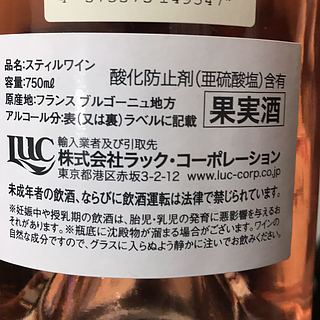 品名:スティルワイン
容量:750㎖
酸化防止剤(亜硫酸塩)含有
原産地:フランス ブルゴーニュ地方
アルコール分:表(又は裏)ラベルに記載
果実酒
LUC
輸入業者及び引取先
株式会社ラック・コーポレーション
東京都港区赤坂3-2-12 www.luc-corp.co.jp
未成年者の飲酒、ならびに飲酒運転は法律で禁じられています。
※妊娠中や授乳期の飲酒は、胎児・乳児の発育に悪影響を与えるおそ
れがあります。※瓶底に沈殿物が溜まる場合がございます。ワインの
自然な成分ですので、グラスに入らぬよう静かに注いでお飲みください。